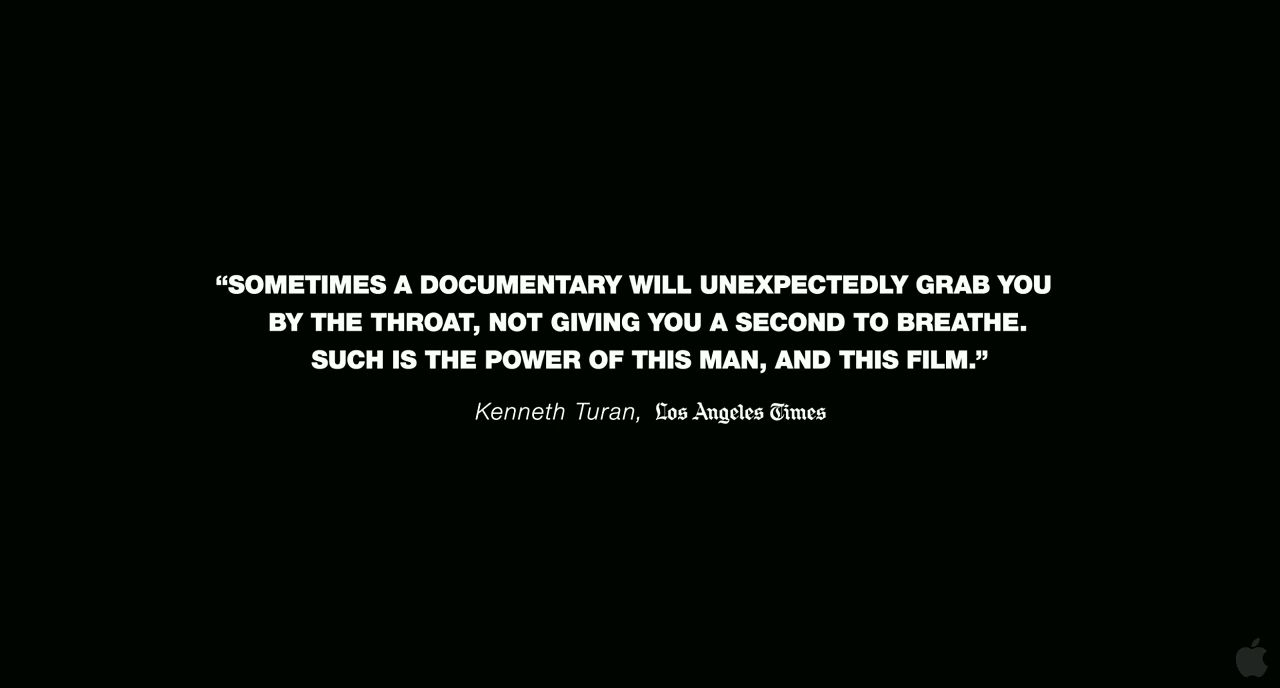 “SOMETIMES A DOCUMENTARY WILL UNEXPECTEDLY GRAB YOU
BY THE THROAT, NOT GIVING YOU A SECOND TO BREATHE.
SUCH IS THE POWER OF THIS MAN, AND THIS FILM.”
Kenneth Turan, Los Angeles Times